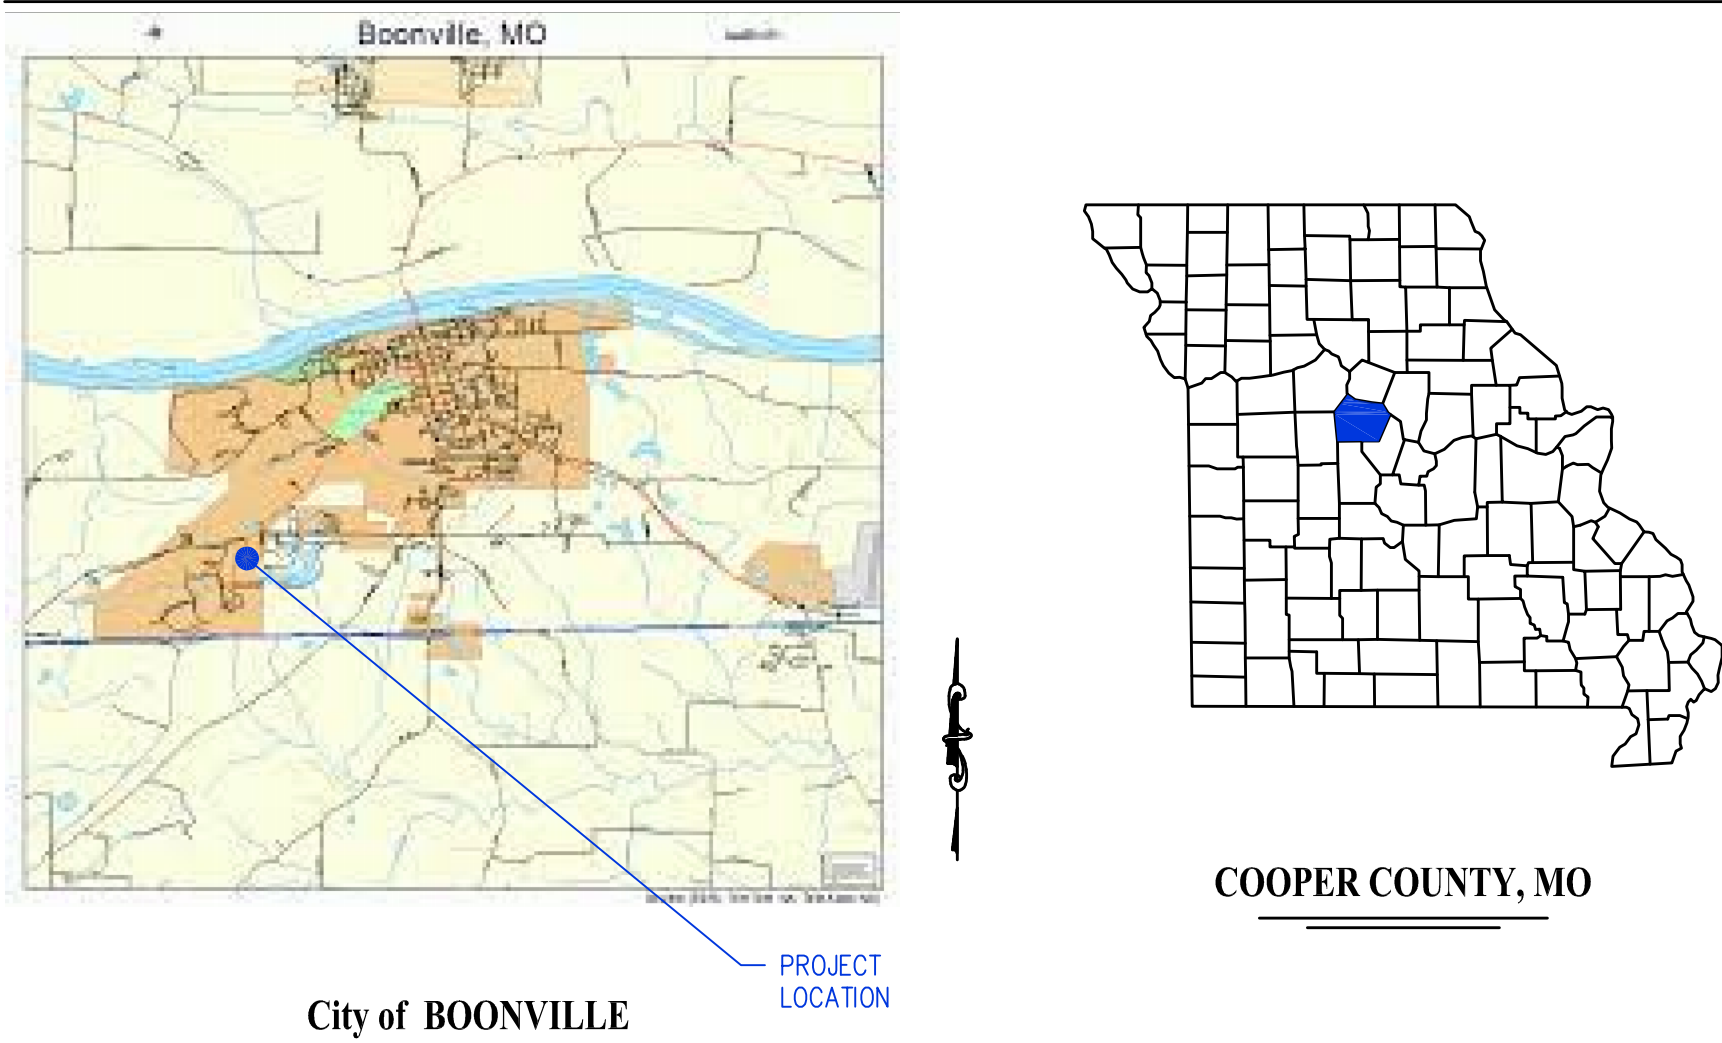 Boonville, MO
PROJECT
LOCATION
City of BOONVILLE
COOPER COUNTY, MO